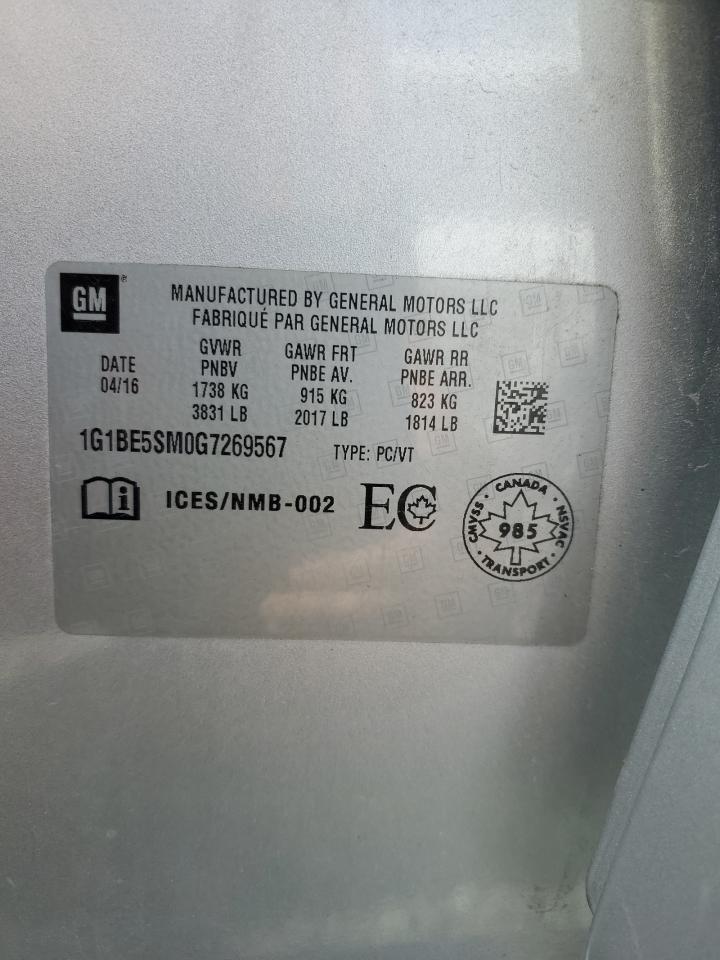 GM
MANUFACTURED BY GENERAL MOTORS LLC
FABRIQUÉ PAR GENERAL MOTORS LLC
DATE
04/16
GVWR
PNBV
1738 KG
3831 LB
GAWR FRT
PNBE AV.
915 KG
2017 LB
GAWR RR
PNBE ARR.
823 KG
1814 LB
1G1BE5SM0G7269567 TYPE: PC/VT
i ICES/NMB-002 EC
CANADA
CMVSS 985 NSVAC
TRANSPORT